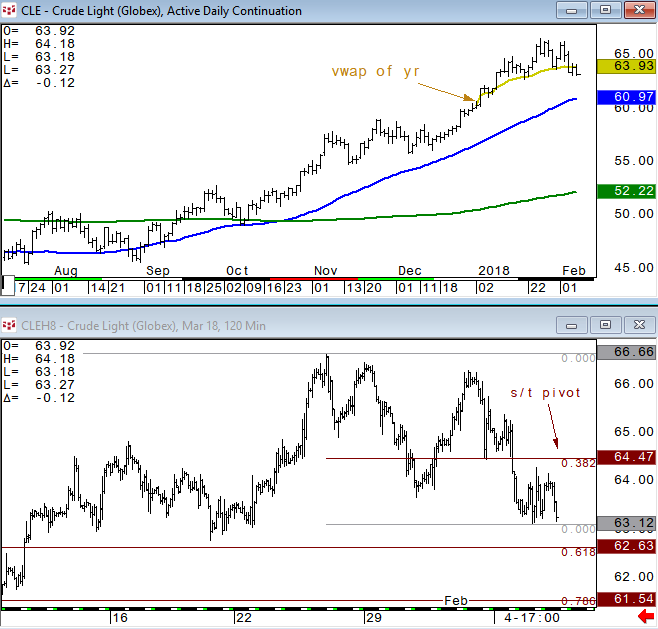 CLE - Crude Light (Globex), Active Daily Continuation
O= 63.92
H= 64.18
L= 63.18
L= 63.27
Δ= -0.12
vwap of yr
65.00
63.93
60.97
60.00
55.00
52.22
50.00
45.00
Aug Sep Oct Nov Dec 2018 Feb
17 24 01 14 21 01 11 18 25 02 09 16 23 01 13 20 01 11 18 02 22 01
CLEH8 - Crude Light (Globex), Mar 18, 120 Min
O= 63.92
H= 64.18
L= 63.18
L= 63.27
Δ= -0.12
66.66
0.000
66.00
s/t pivot
65.00
64.47
0.382
64.00
63.12
0.000
62.63
0.618
62.00
61.54
0.786
Feb
16 22 29 4-17:00